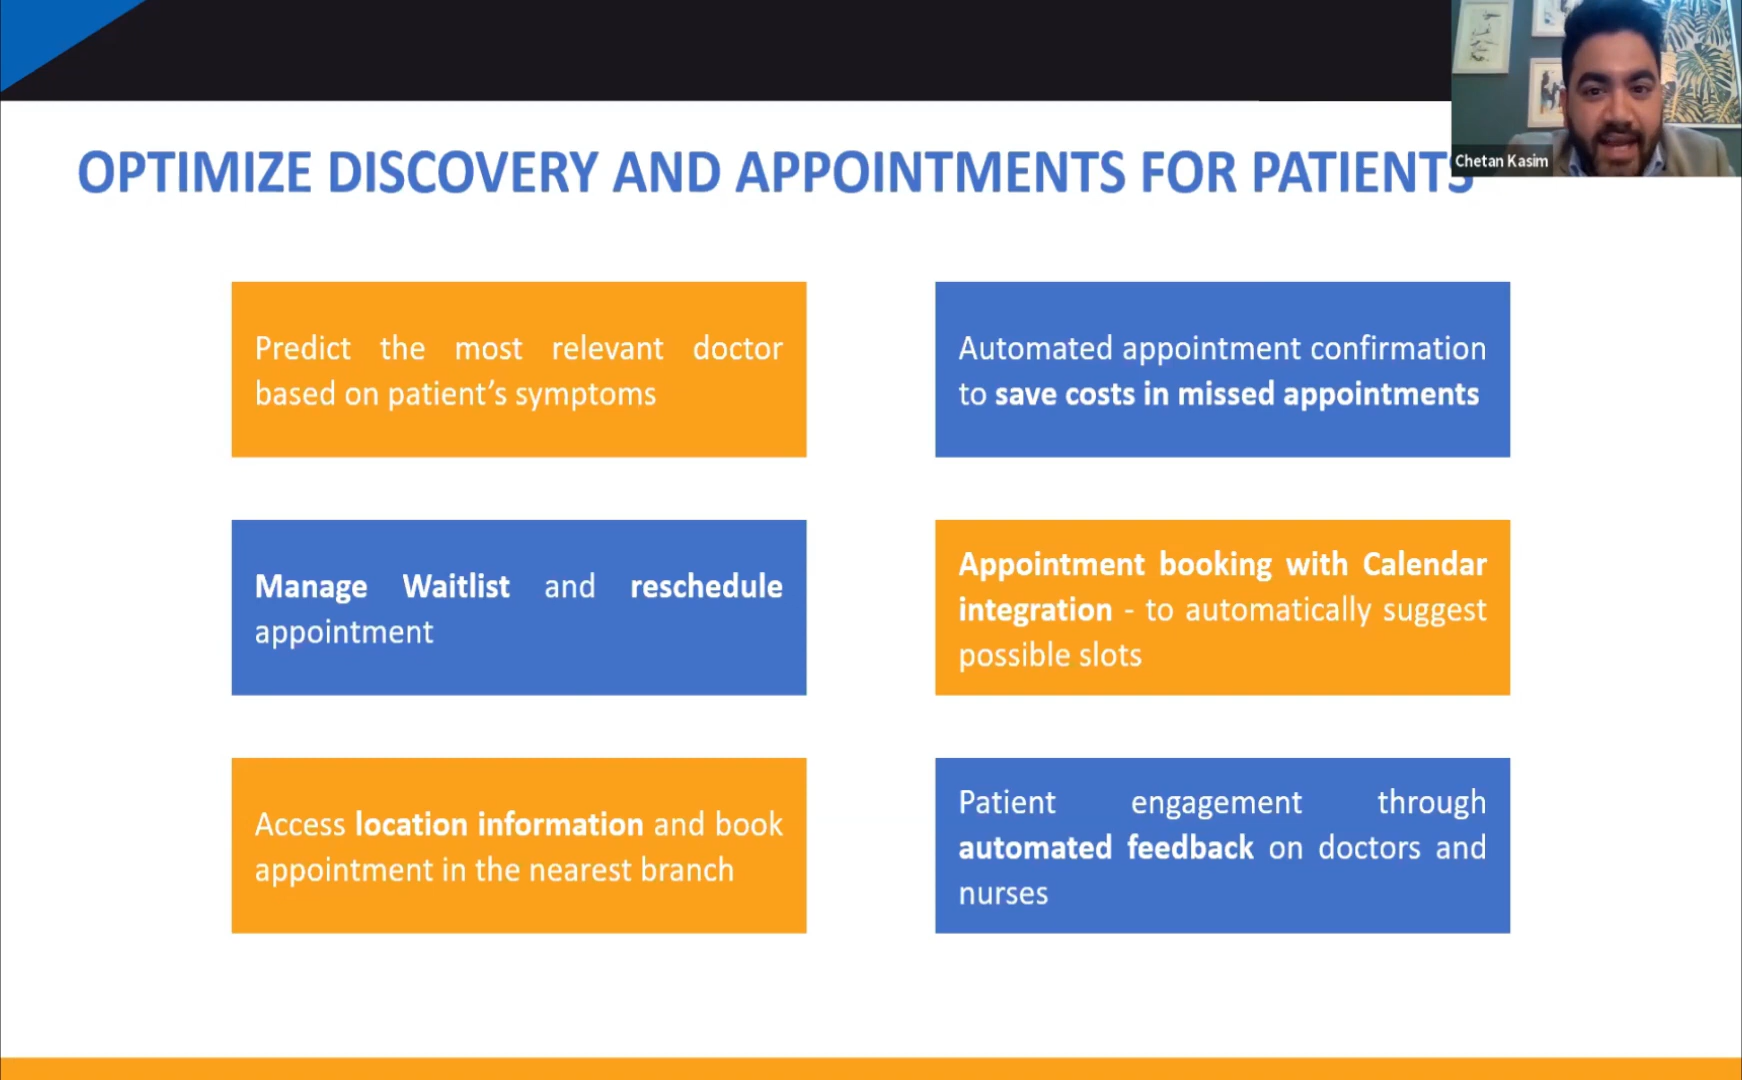 OPTIMIZE DISCOVERY AND APPOINTMENTS FOR PATIENTS
Chetan Kasim
Predict the most relevant doctor
based on patient’s symptoms
Automated appointment confirmation
to save costs in missed appointments
Manage Waitlist and reschedule
appointment
Appointment booking with Calendar
integration - to automatically suggest
possible slots
Access location information and book
appointment in the nearest branch
Patient engagement through
automated feedback on doctors and
nurses